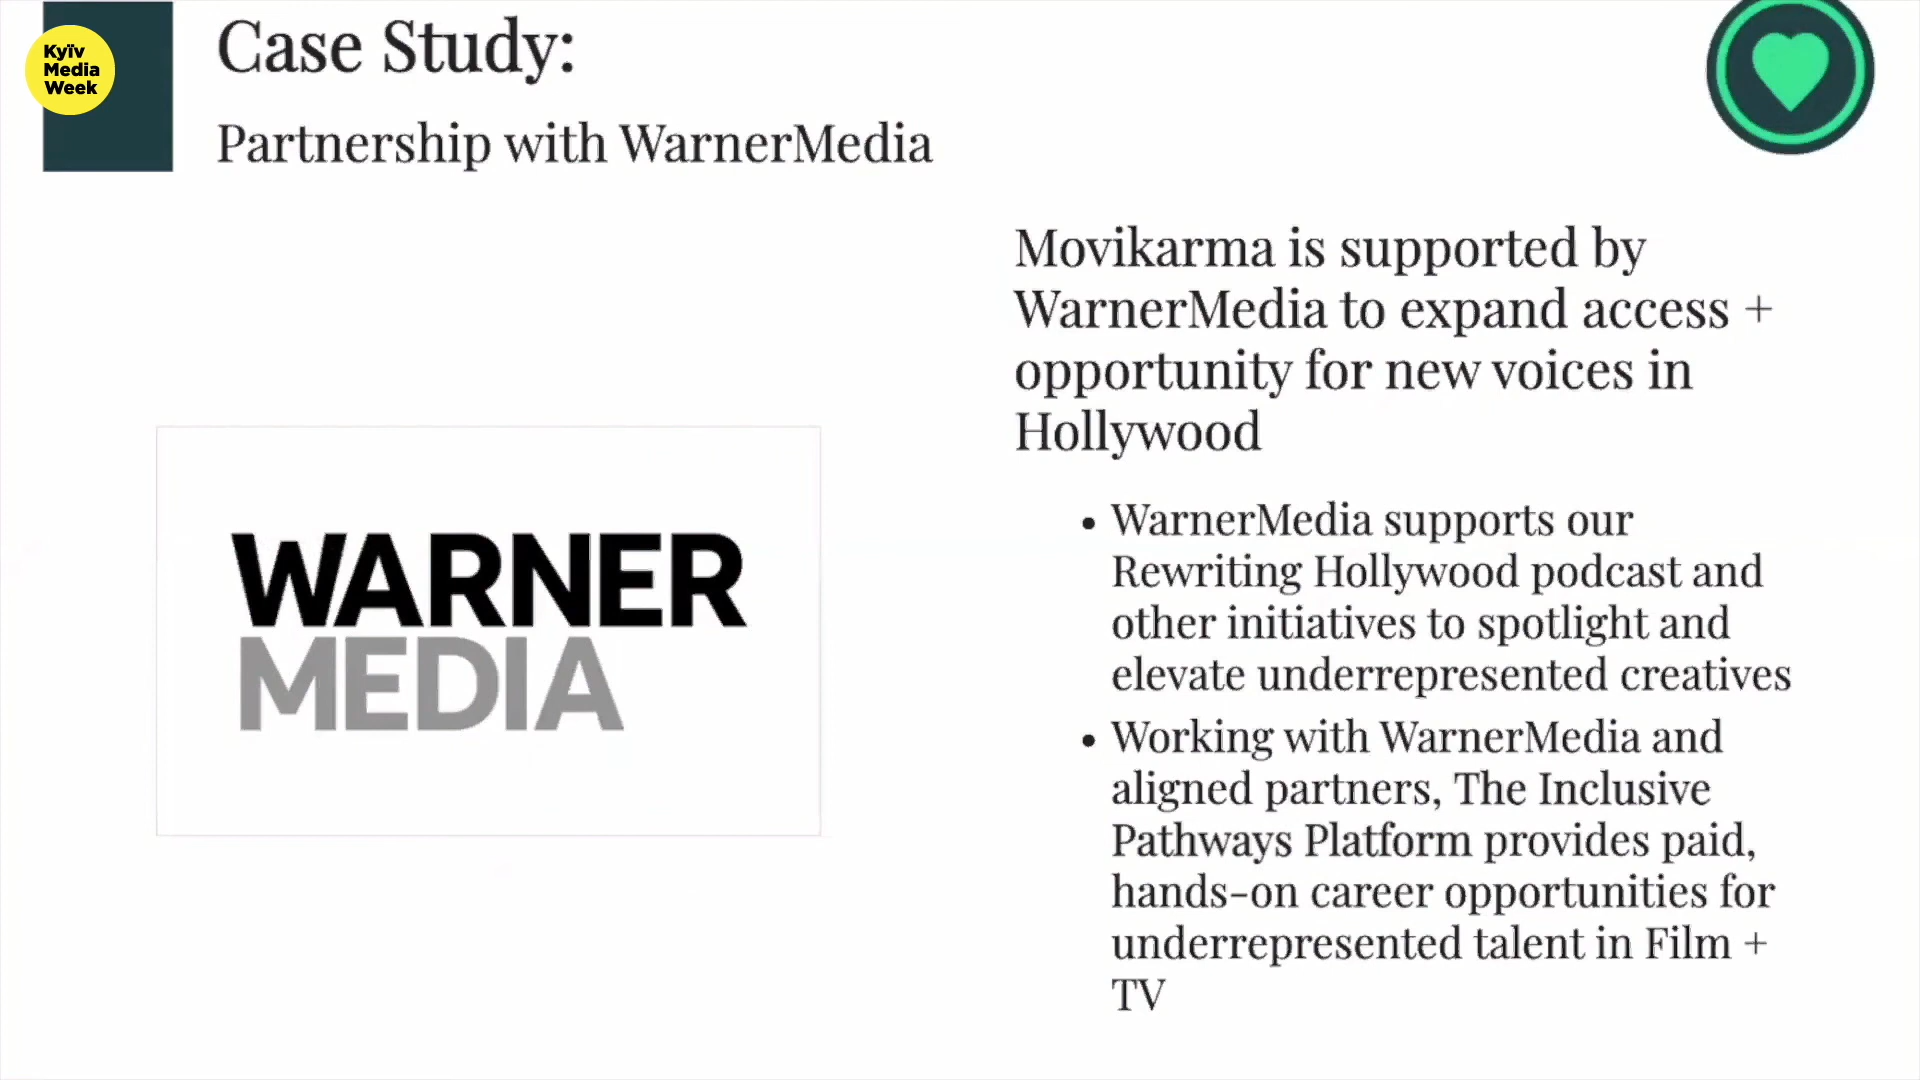 Kyïv
Media
Week
Case Study:
Partnership with WarnerMedia
WARNER
MEDIA
Movikarma is supported by
WarnerMedia to expand access +
opportunity for new voices in
Hollywood
• WarnerMedia supports our
Rewriting Hollywood podcast and
other initiatives to spotlight and
elevate underrepresented creatives
• Working with WarnerMedia and
aligned partners, The Inclusive
Pathways Platform provides paid,
hands-on career opportunities for
underrepresented talent in Film +
TV